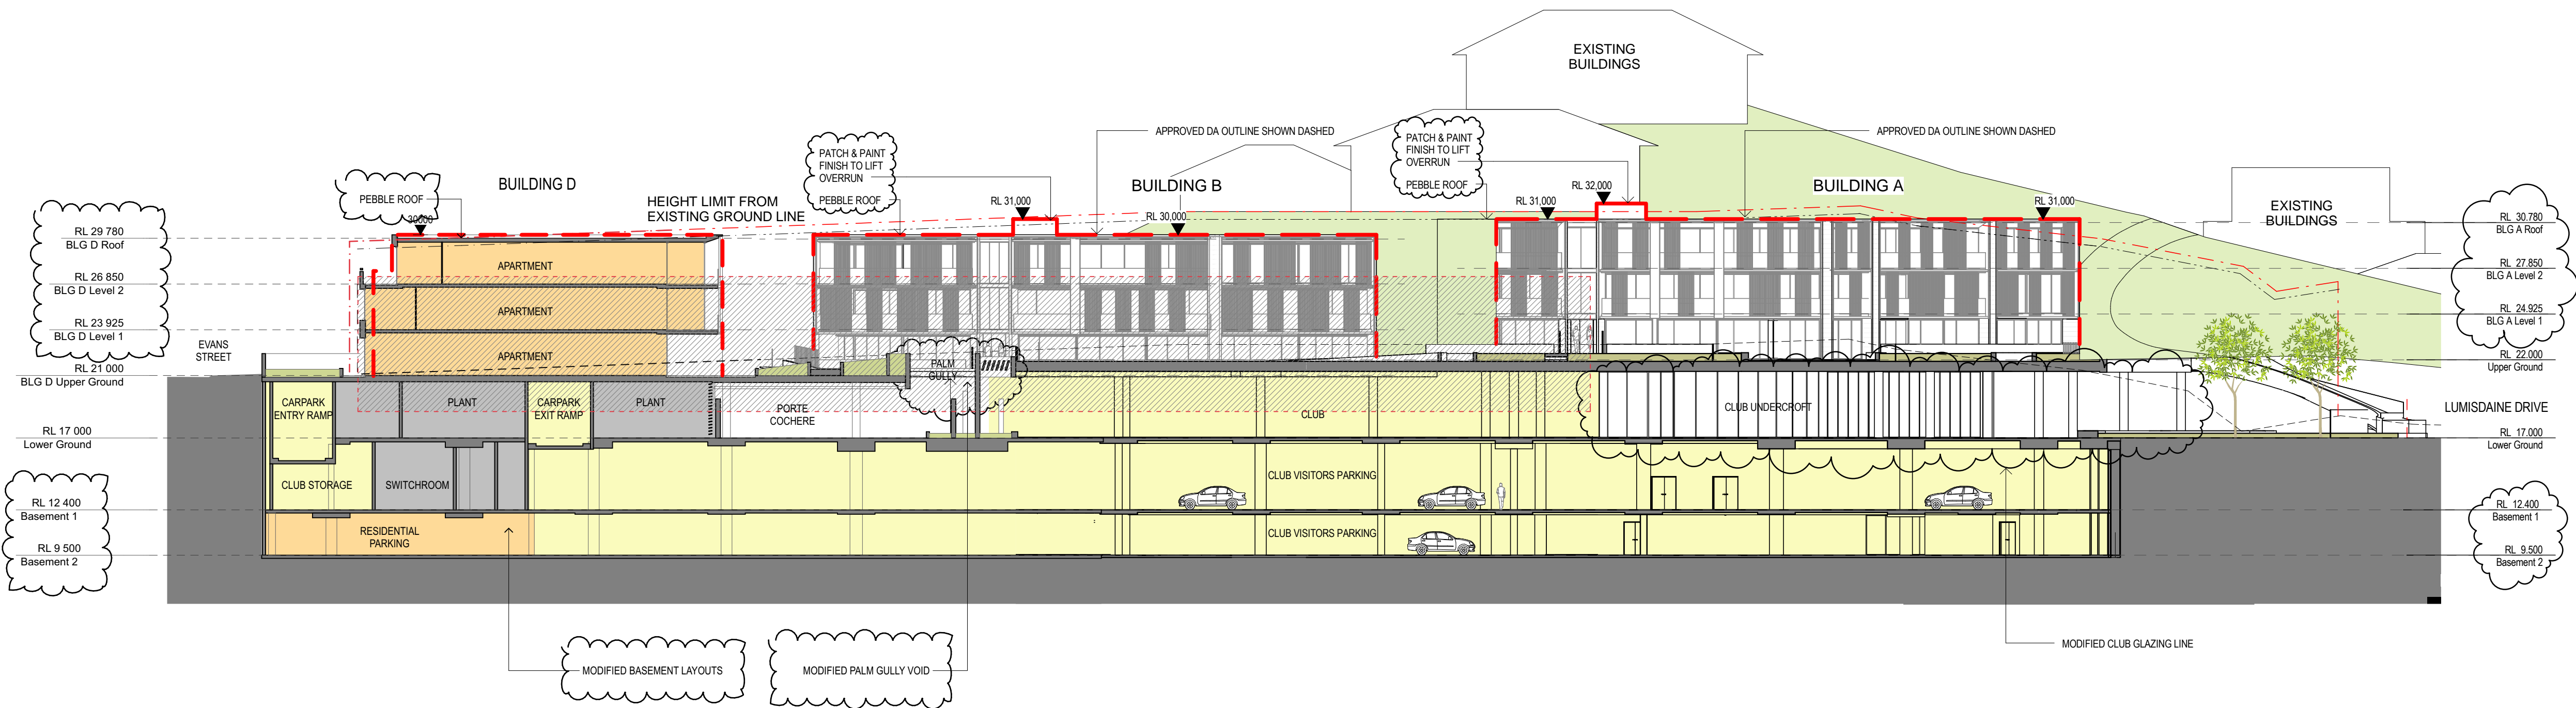 EXISTING
BUILDINGS
APPROVED DA OUTLINE SHOWN DASHED
APPROVED DA OUTLINE SHOWN DASHED
PATCH & PAINT
FINISH TO LIFT
OVERRUN
PEBBLE ROOF
PATCH & PAINT
FINISH TO LIFT
OVERRUN
PEBBLE ROOF
BUILDING D
PEBBLE ROOF
30000
HEIGHT LIMIT FROM
EXISTING GROUND LINE
BUILDING B
BUILDING A
RL 31,000
RL 30,000
RL 31,000
RL 32,000
RL 31,000
EXISTING
BUILDINGS
RL 29 780
BLG D Roof
RL 26 850
BLG D Level 2
RL 23 925
BLG D Level 1
RL 21 000
BLG D Upper Ground
RL 17 000
Lower Ground
RL 12 400
Basement 1
RL 9 500
Basement 2
EVANS
STREET
APARTMENT
APARTMENT
APARTMENT
CARPARK
ENTRY RAMP
PLANT
CARPARK
EXIT RAMP
PLANT
PORTE
COCHERE
PALM
GULLY
CLUB
CLUB UNDERCROFT
CLUB STORAGE
SWITCHROOM
CLUB VISITORS PARKING
RESIDENTIAL
PARKING
CLUB VISITORS PARKING
LUMISDAINE DRIVE
RL 30.780
BLG A Roof
RL 27.850
BLG A Level 2
RL 24.925
BLG A Level 1
RL 22.000
Upper Ground
RL 17.000
Lower Ground
RL 12.400
Basement 1
RL 9.500
Basement 2
MODIFIED BASEMENT LAYOUTS
MODIFIED PALM GULLY VOID
MODIFIED CLUB GLAZING LINE